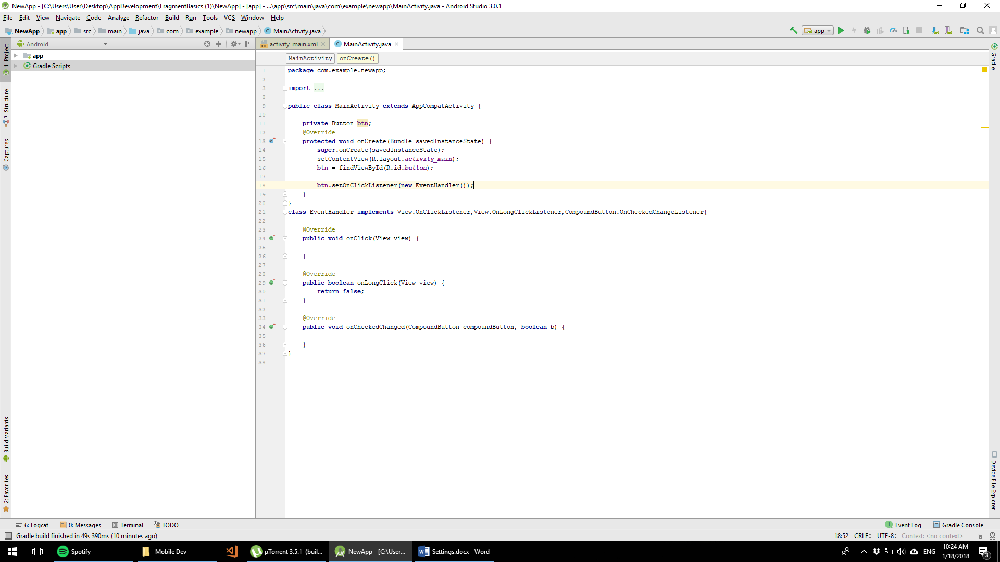 NewApp - [C:\Users\User\Desktop\AppDevelopment\FragmentBasics (1)\NewApp] - [app] - ...\app\src\main\java\com\example\newapp\MainActivity.java - Android Studio 3.0.1
File Edit View Navigate Code Analyze Refactor Build Run Tools VCS Window Help
NewApp app src main java com example newapp MainActivity.java
app
Android
activity_main.xml MainActivity.java
MainActivity onCreate()
app
Gradle Scripts
1: Project
7: Structure
Captures
Build Variants
2: Favorites
Gradle
Device File Explorer
1 package com.example.newapp;
2
3 import ...
8
9 public class MainActivity extends AppCompatActivity {
10
11 private Button btn;
12 @Override
13 protected void onCreate(Bundle savedInstanceState) {
14 super.onCreate(savedInstanceState);
15 setContentView(R.layout.activity_main);
16 btn = findViewById(R.id.button);
17
18 btn.setOnClickListener(new EventHandler());
19 }
20 }
21 class EventHandler implements View.OnClickListener,View.OnLongClickListener,CompoundButton.OnCheckedChangeListener{
22
23 @Override
24 public void onClick(View view) {
25
26 }
27
28 @Override
29 public boolean onLongClick(View view) {
30 return false;
31 }
32
33 @Override
34 public void onCheckedChanged(CompoundButton compoundButton, boolean b) {
35
36 }
37 }
38
6: Logcat 0: Messages Terminal TODO
1 Event Log Gradle Console
Gradle build finished in 49s 390ms (10 minutes ago)
18:52 CRLF UTF-8 Context: <no context>
Spotify Mobile Dev µTorrent 3.5.1 (buil... NewApp - [C:\User... Settings.docx - Word
ENG
10:24 AM
1/18/2018
3